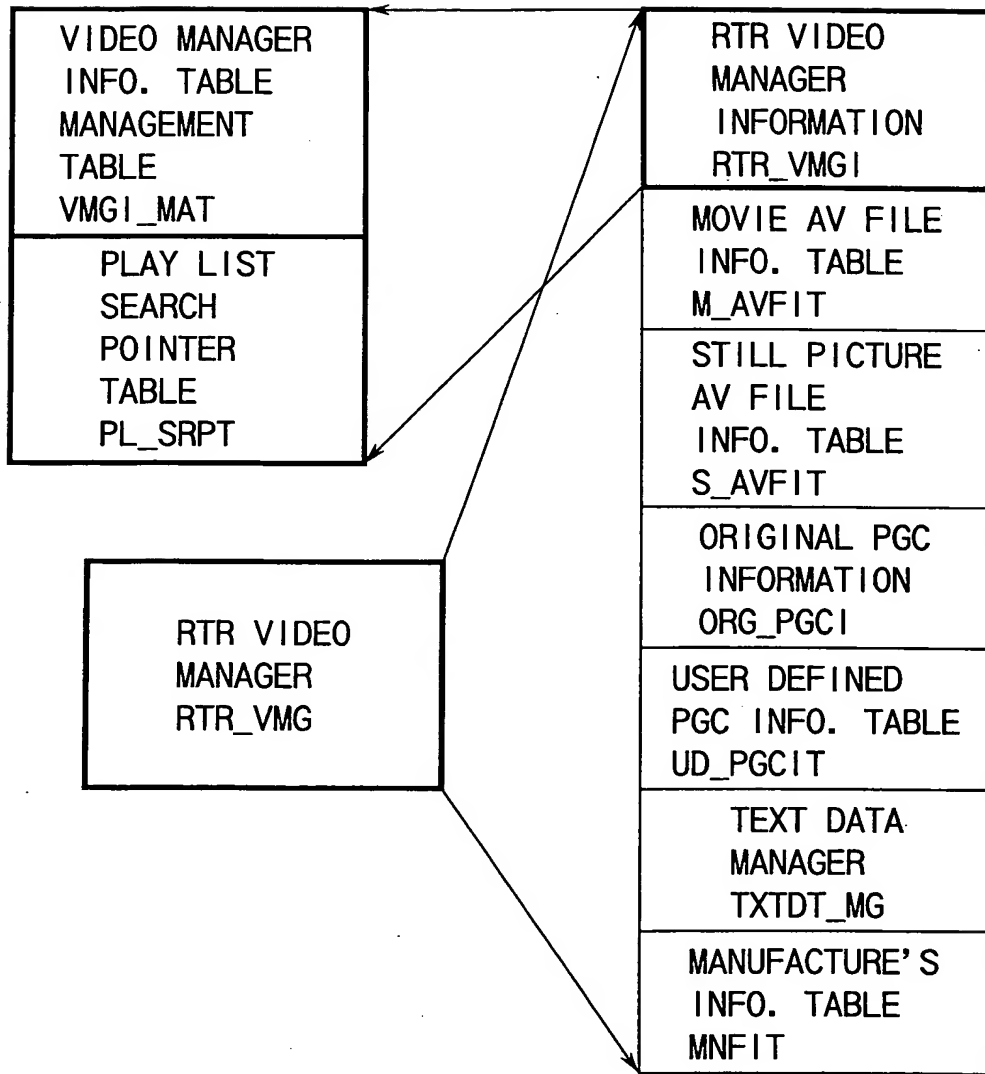 VIDEO MANAGER
INFO. TABLE
MANAGEMENT
TABLE
VMGI_MAT
PLAY LIST
SEARCH
POINTER
TABLE
PL_SRPT
RTR VIDEO
MANAGER
RTR_VMG
RTR VIDEO
MANAGER
INFORMATION
RTR_VMGI
MOVIE AV FILE
INFO. TABLE
M_AVFIT
STILL PICTURE
AV FILE
INFO. TABLE
S_AVFIT
ORIGINAL PGC
INFORMATION
ORG_PGCI
USER DEFINED
PGC INFO. TABLE
UD_PGCIT
TEXT DATA
MANAGER
TXTDT_MG
MANUFACTURE'S
INFO. TABLE
MNFIT